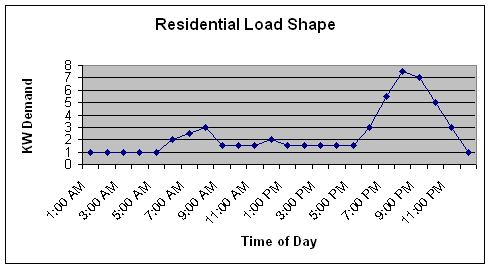 Residential Load Shape
KW Demand
8
7
6
5
4
3
2
1
0
1:00 AM
3:00 AM
5:00 AM
7:00 AM
9:00 AM
11:00 AM
1:00 PM
3:00 PM
5:00 PM
7:00 PM
9:00 PM
11:00 PM
Time of Day